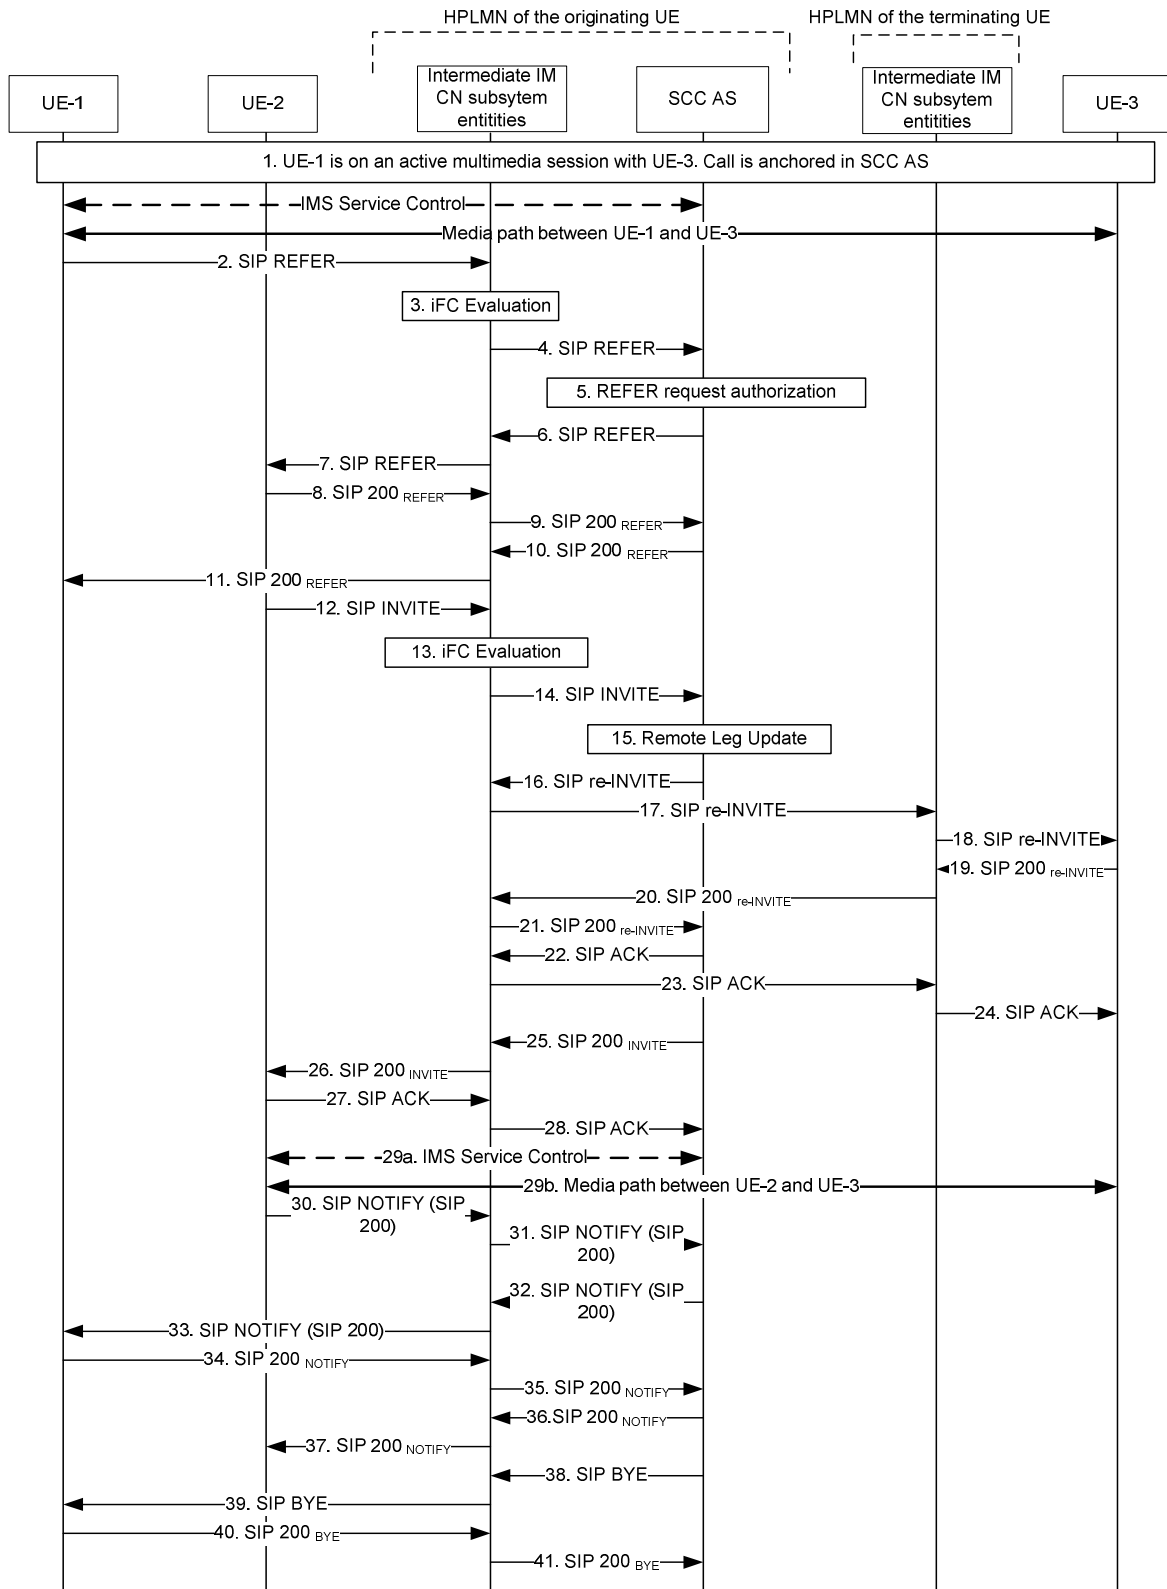 HPLMN of the originating UE
HPLMN of the terminating UE
UE-1
UE-2
Intermediate IM
CN subsytem
entitities
SCC AS
Intermediate IM
CN subsytem
entitities
UE-3
1. UE-1 is on an active multimedia session with UE-3. Call is anchored in SCC AS
IMS Service Control
Media path between UE-1 and UE-3
2. SIP REFER
3. iFC Evaluation
4. SIP REFER
5. REFER request authorization
6. SIP REFER
7. SIP REFER
8. SIP 200 REFER
9. SIP 200 REFER
10. SIP 200 REFER
11. SIP 200 REFER
12. SIP INVITE
13. iFC Evaluation
14. SIP INVITE
15. Remote Leg Update
16. SIP re-INVITE
17. SIP re-INVITE
18. SIP re-INVITE
19. SIP 200 re-INVITE
20. SIP 200 re-INVITE
21. SIP 200 re-INVITE
22. SIP ACK
23. SIP ACK
24. SIP ACK
25. SIP 200 INVITE
26. SIP 200 INVITE
27. SIP ACK
28. SIP ACK
29a. IMS Service Control
29b. Media path between UE-2 and UE-3
30. SIP NOTIFY (SIP
200)
31. SIP NOTIFY (SIP
200)
32. SIP NOTIFY (SIP
200)
33. SIP NOTIFY (SIP 200)
34. SIP 200 NOTIFY
35. SIP 200 NOTIFY
36.SIP 200 NOTIFY
37. SIP 200 NOTIFY
38. SIP BYE
39. SIP BYE
40. SIP 200 BYE
41. SIP 200 BYE